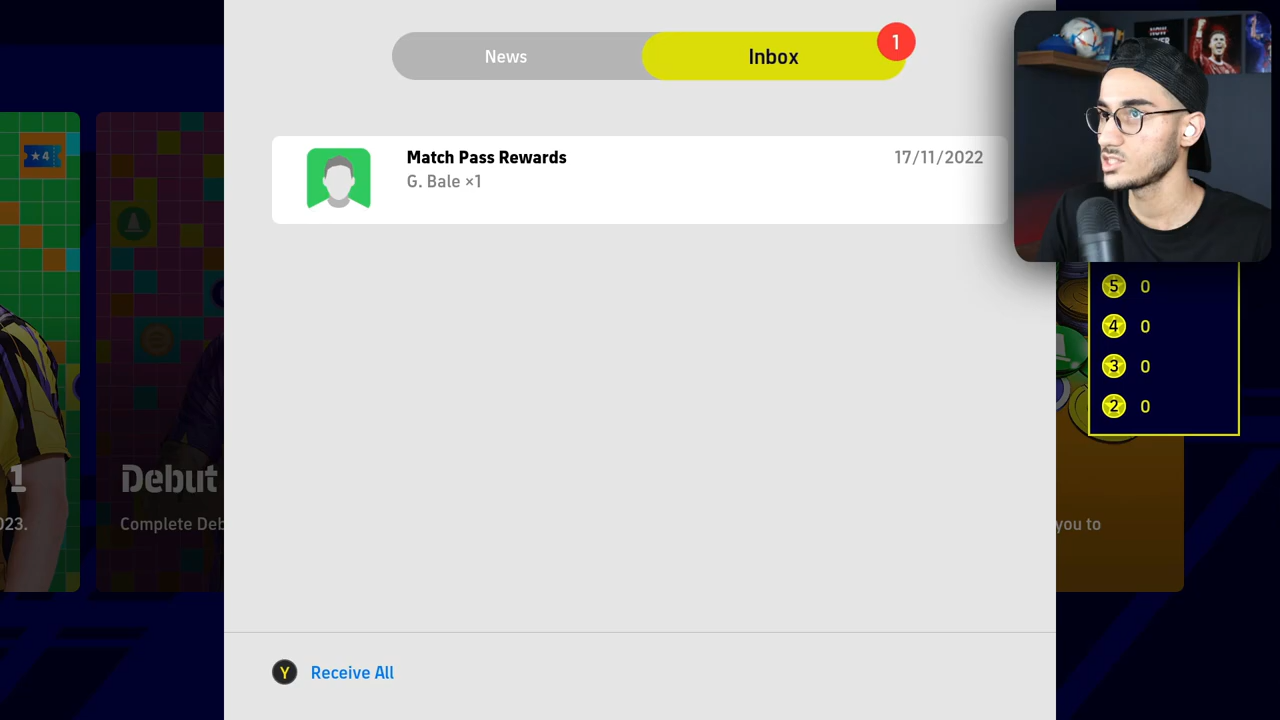 News
Inbox
1
Match Pass Rewards
17/11/2022
G. Bale ×1
★4
5 0
4 0
3 0
2 0
1
Debut
023.
Complete Deb
you to
Y Receive All